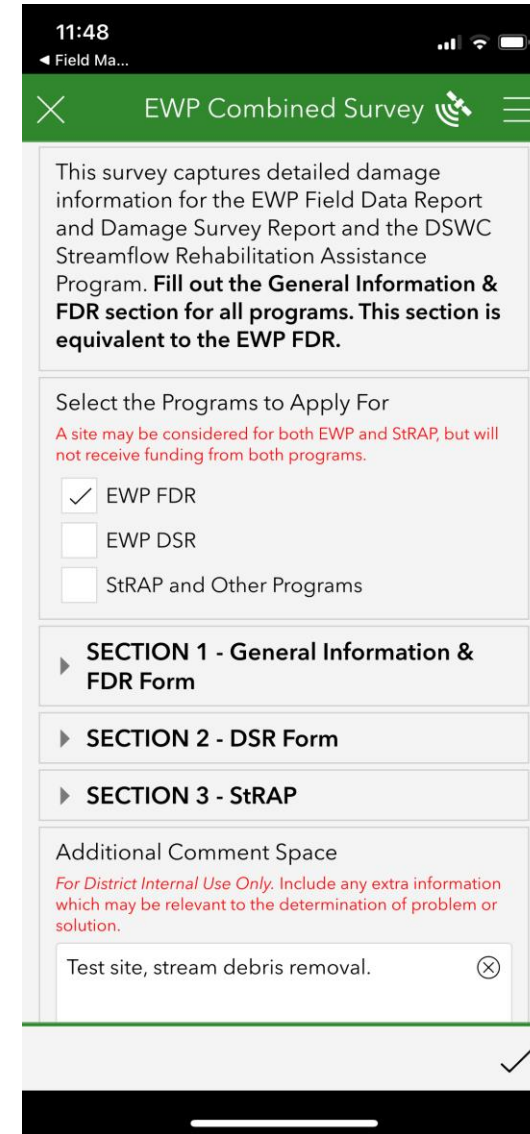 11:48
◀ Field Ma...
EWP Combined Survey
This survey captures detailed damage
information for the EWP Field Data Report
and Damage Survey Report and the DSWC
Streamflow Rehabilitation Assistance
Program. Fill out the General Information &
FDR section for all programs. This section is
equivalent to the EWP FDR.
Select the Programs to Apply For
A site may be considered for both EWP and StRAP, but will
not receive funding from both programs.
EWP FDR
EWP DSR
StRAP and Other Programs
SECTION 1 - General Information &
FDR Form
SECTION 2 - DSR Form
SECTION 3 - StRAP
Additional Comment Space
For District Internal Use Only. Include any extra information
which may be relevant to the determination of problem or
solution.
Test site, stream debris removal.